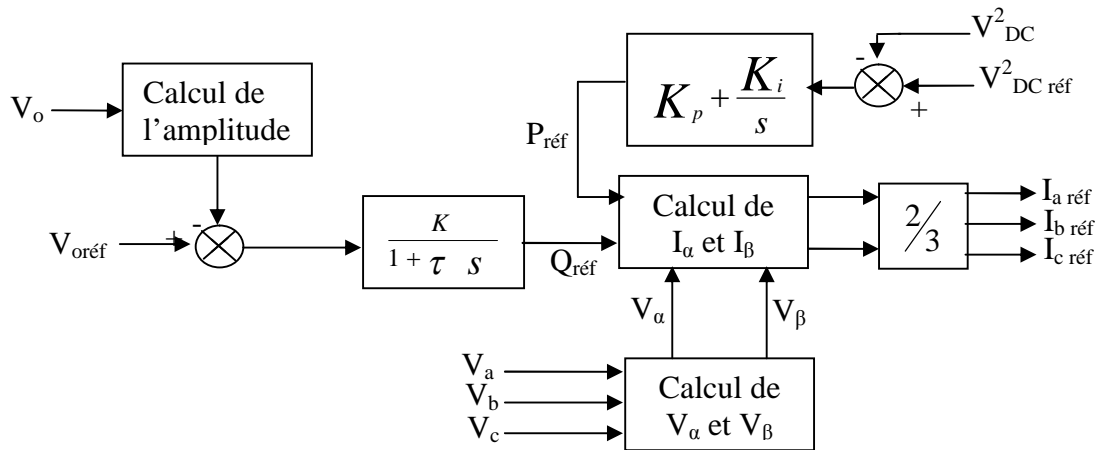 V²DC
-
V²DC réf
+
Kp + Ki/s
Vo
Calcul de
l'amplitude
Préf
-
Voréf
+
K
1 + τ s
Qréf
Calcul de
Iα et Iβ
2/3
Ia réf
Ib réf
Ic réf
Vα
Vβ
Va
Vb
Vc
Calcul de
Vα et Vβ